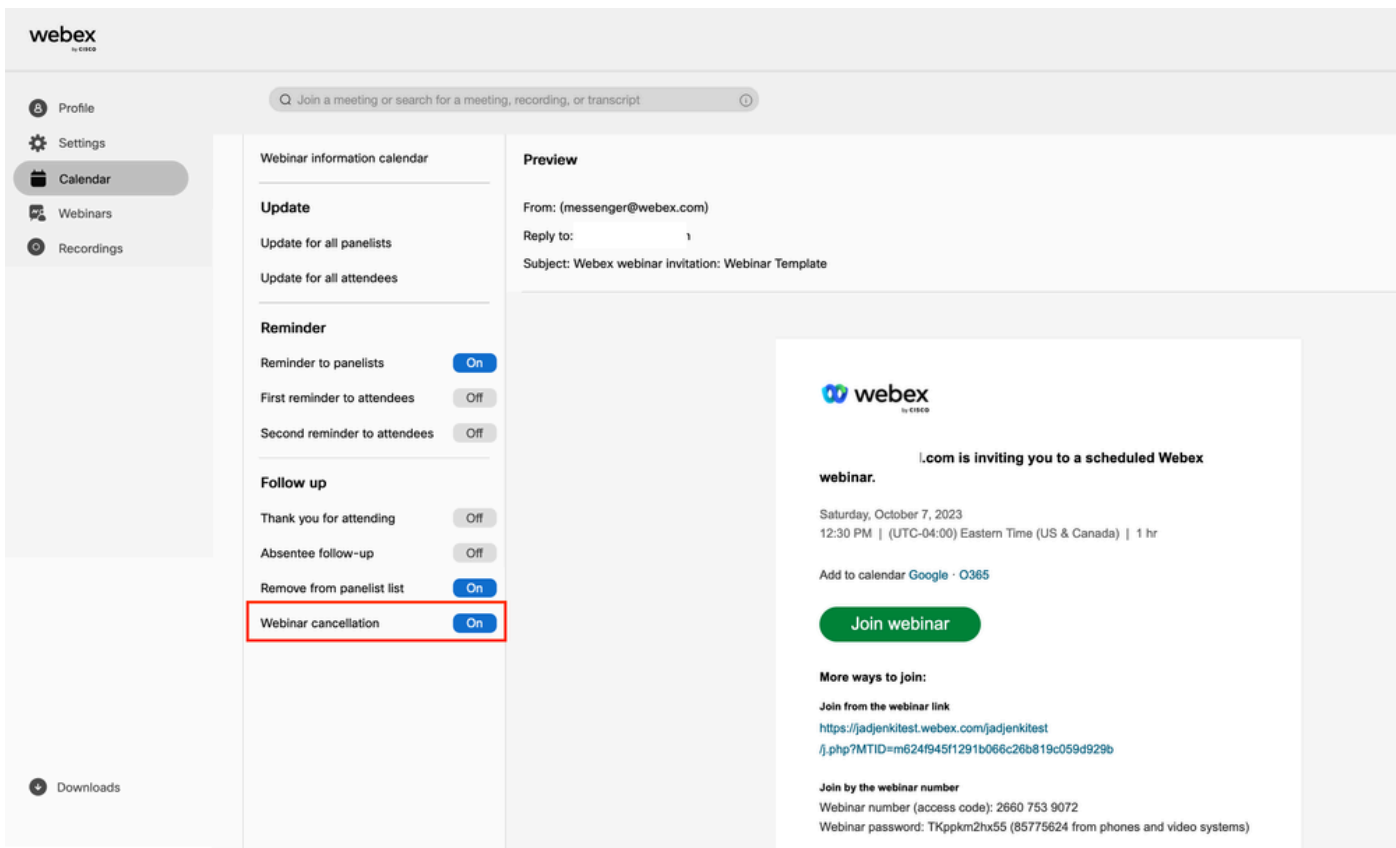 webex
by CISCO
Profile
Settings
Calendar
Webinars
Recordings
Downloads
Join a meeting or search for a meeting, recording, or transcript
Webinar information calendar
Update
Update for all panelists
Update for all attendees
Reminder
Reminder to panelists On
First reminder to attendees Off
Second reminder to attendees Off
Follow up
Thank you for attending Off
Absentee follow-up Off
Remove from panelist list On
Webinar cancellation On
Preview
From: (messenger@webex.com)
Reply to:
Subject: Webex webinar invitation: Webinar Template
webex
by CISCO
.com is inviting you to a scheduled Webex
webinar.
Saturday, October 7, 2023
12:30 PM | (UTC-04:00) Eastern Time (US & Canada) | 1 hr
Add to calendar Google · O365
Join webinar
More ways to join:
Join from the webinar link
https://jadjenkitest.webex.com/jadjenkitest
/j.php?MTID=m624f945f1291b066c26b819c059d929b
Join by the webinar number
Webinar number (access code): 2660 753 9072
Webinar password: TKppkm2hx55 (85775624 from phones and video systems)